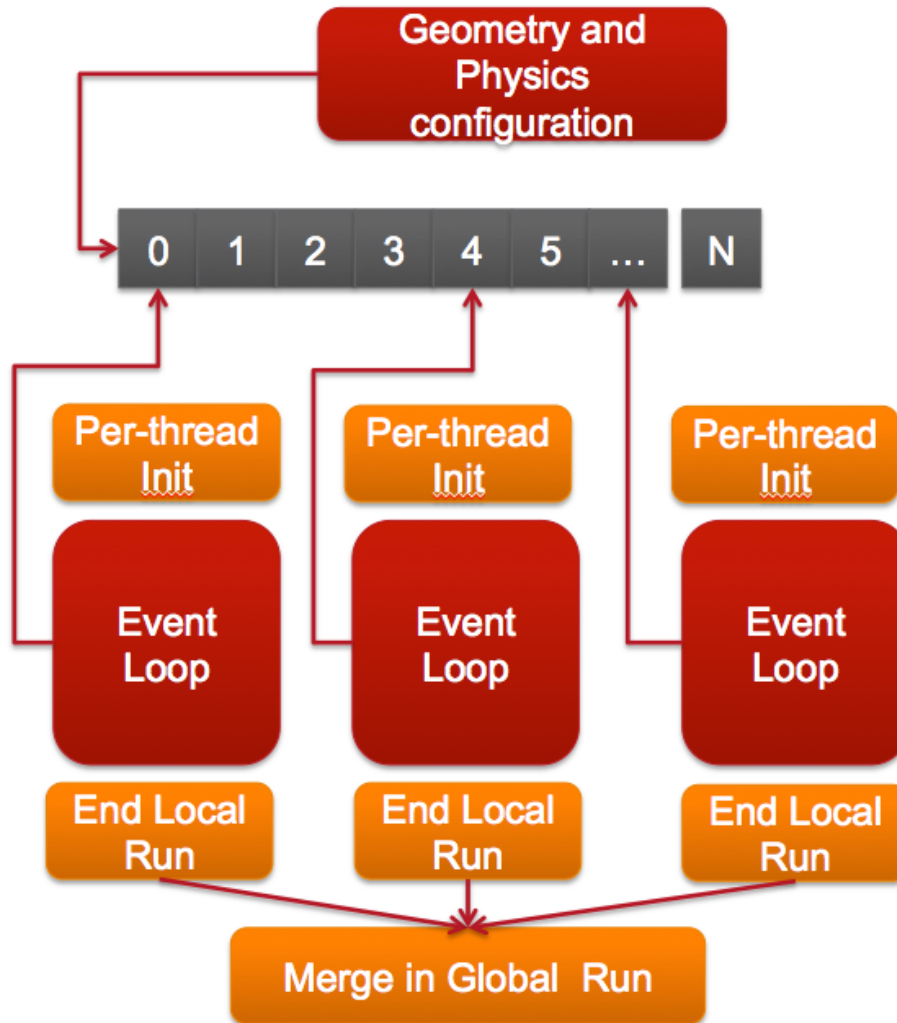 Geometry and
Physics
configuration
0 1 2 3 4 5 ... N
Per-thread
Init
Per-thread
Init
Per-thread
Init
Event
Loop
Event
Loop
Event
Loop
End Local
Run
End Local
Run
End Local
Run
Merge in Global Run